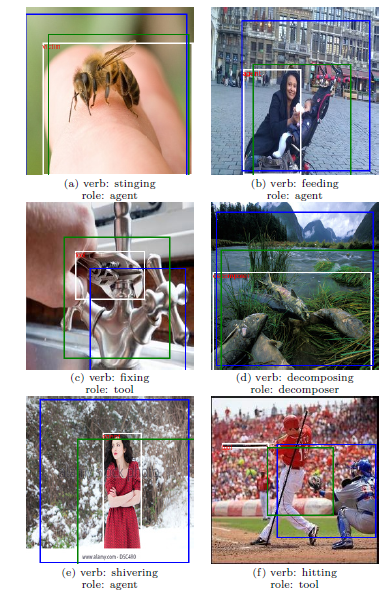 (a) verb: stinging
role: agent
(b) verb: feeding
role: agent
(c) verb: fixing
role: tool
(d) verb: decomposing
role: decomposer
www.alamy.com - D5C4R0
(e) verb: shivering
role: agent
(f) verb: hitting
role: tool